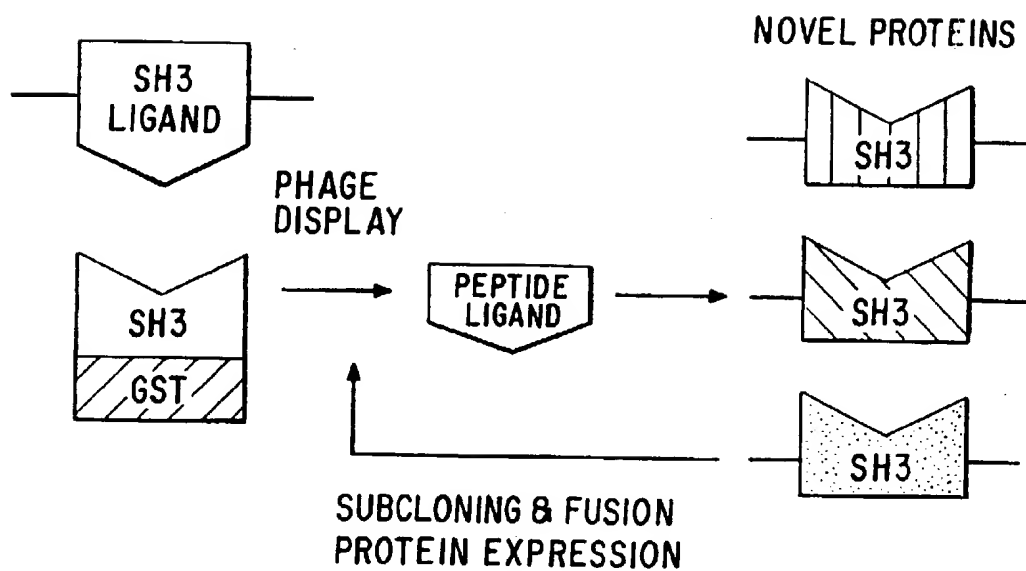 SH3
LIGAND
SH3
GST
PHAGE
DISPLAY
PEPTIDE
LIGAND
NOVEL PROTEINS
SH3
SH3
SH3
SUBCLONING & FUSION
PROTEIN EXPRESSION